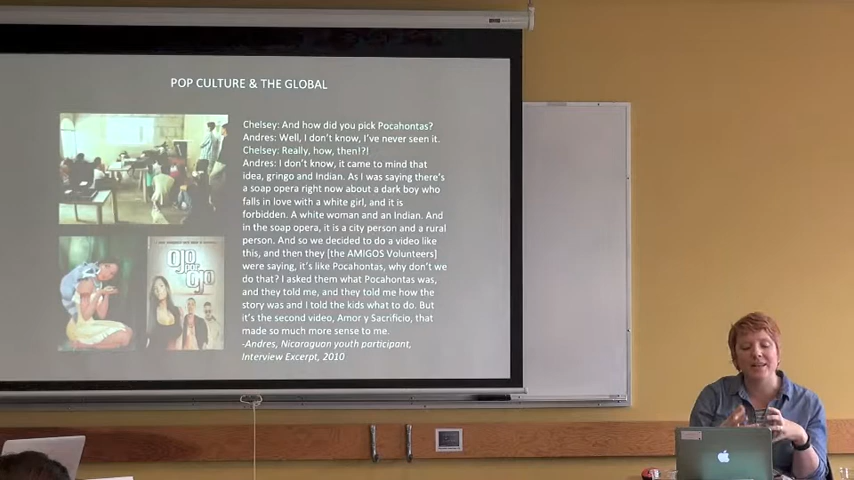 POP CULTURE & THE GLOBAL
Chelsey: And how did you pick Pocahontas?
Andres: Well, I don't know, I've never seen it.
Chelsey: Really, how, then!?!
Andres: I don't know, it came to mind that
idea, gringo and Indian. As I was saying there's
a soap opera right now about a dark boy who
falls in love with a white girl, and it is
forbidden. A white woman and an Indian. And
in the soap opera, it is a city person and a rural
person. And so we decided to do a video like
this, and then they [the AMIGOS Volunteers]
were saying, it's like Pocahontas, why don't we
do that? I asked them what Pocahontas was,
and they told me, and they told me how the
story was and I told the kids what to do. But
it's the second video, Amor y Sacrificio, that
made so much more sense to me.
-Andres, Nicaraguan youth participant,
Interview Excerpt, 2010
ojo
por
ojo